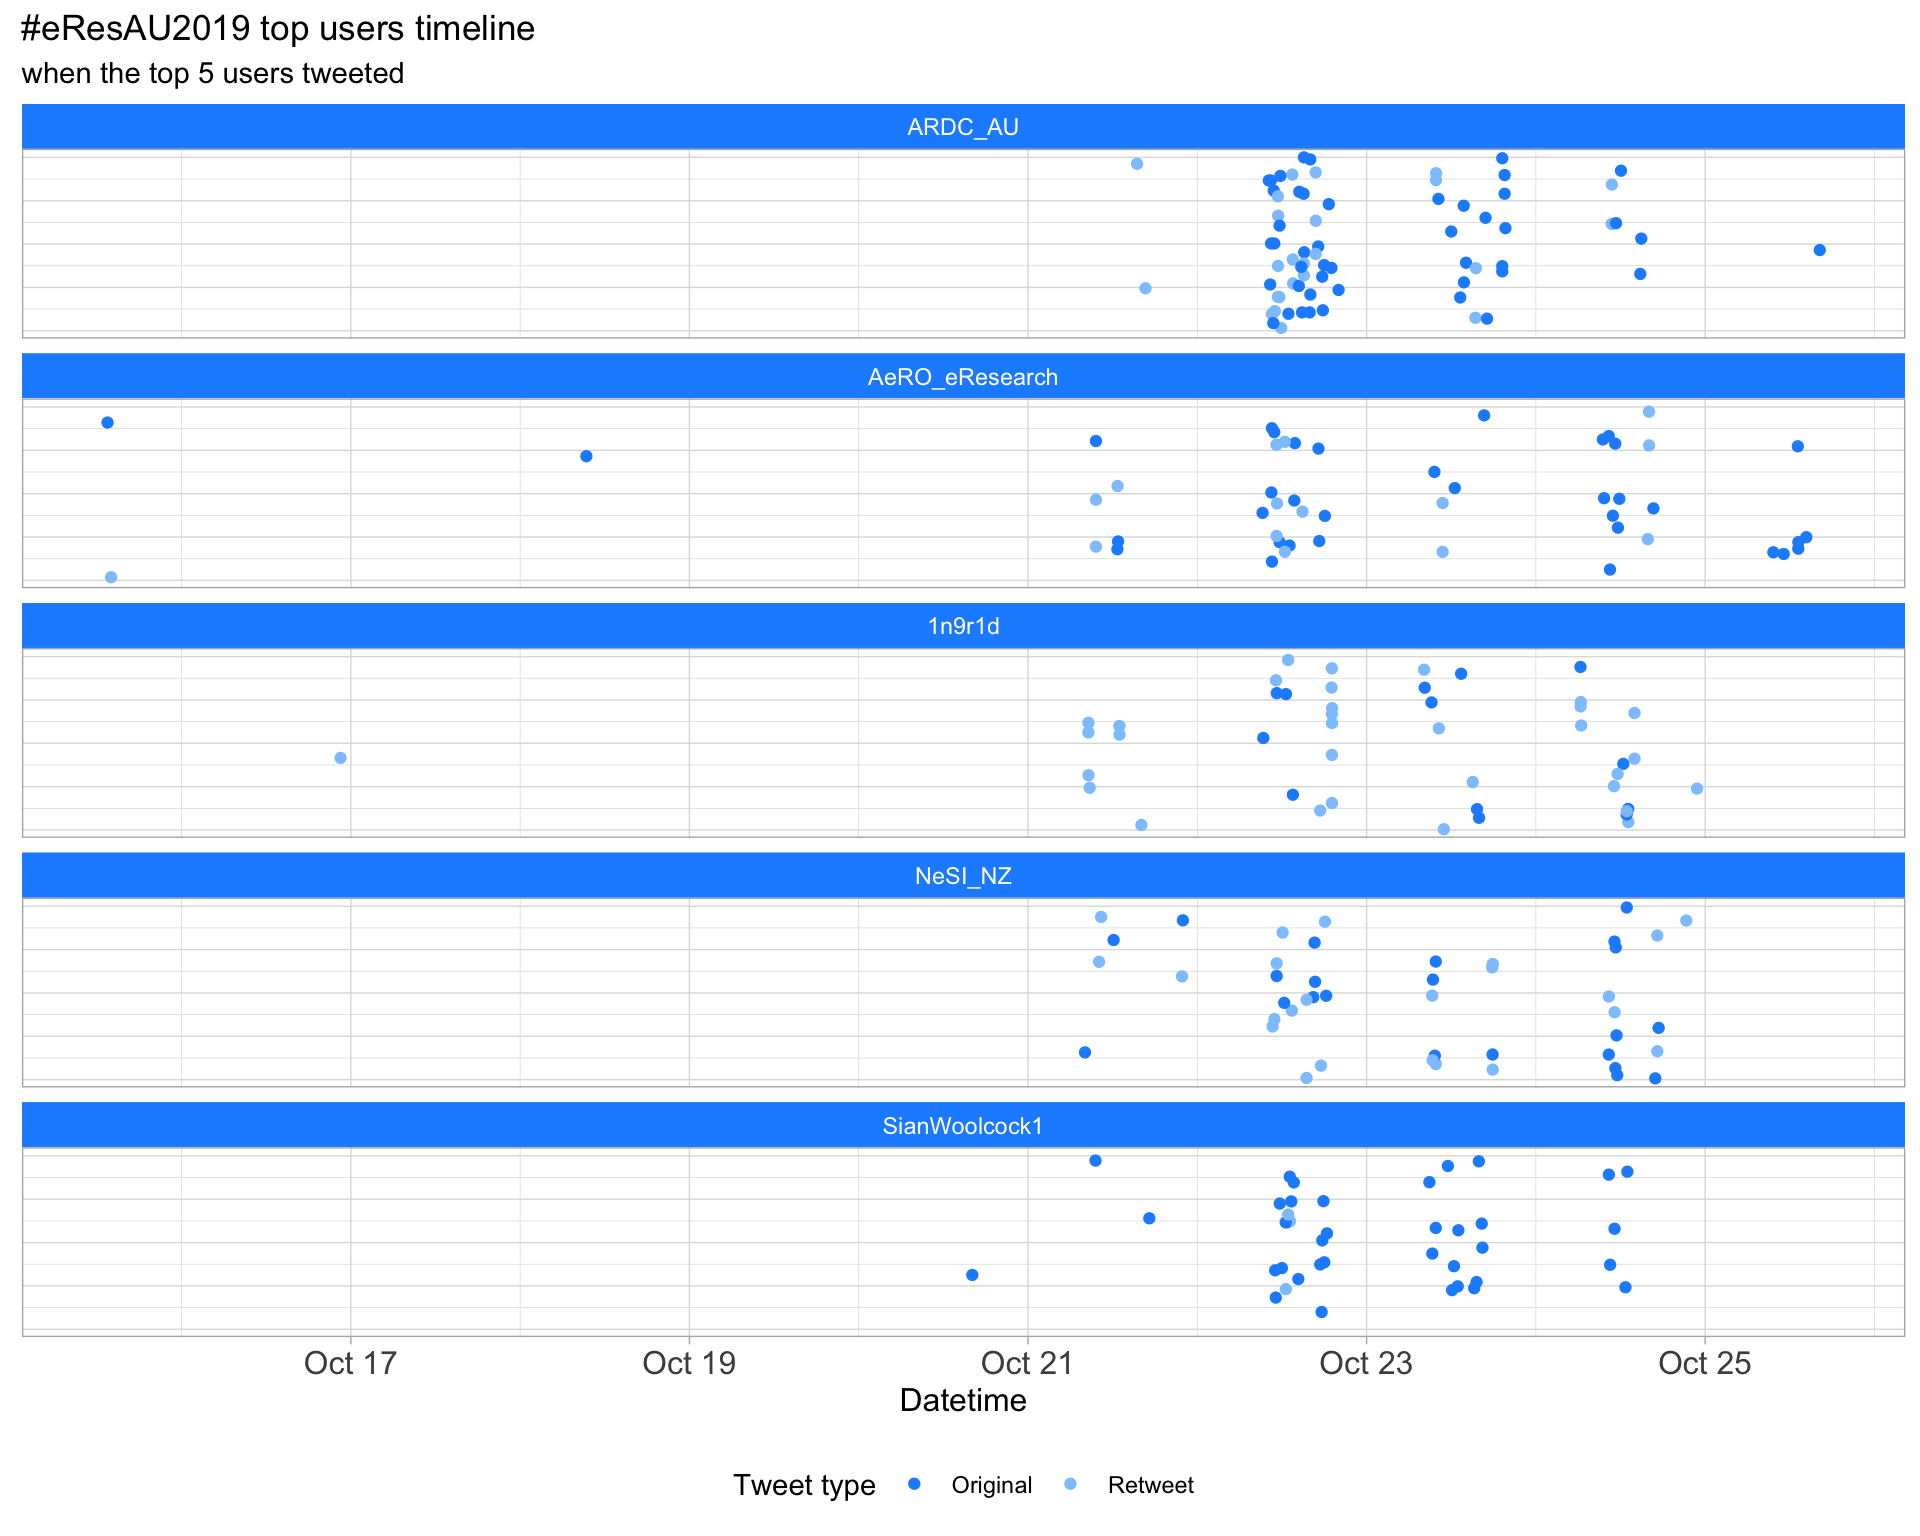 #eResAU2019 top users timeline
when the top 5 users tweeted
ARDC_AU
AeRO_eResearch
1n9r1d
NeSI_NZ
SianWoolcock1
Oct 17 Oct 19 Oct 21 Oct 23 Oct 25
Datetime
Tweet type Original Retweet